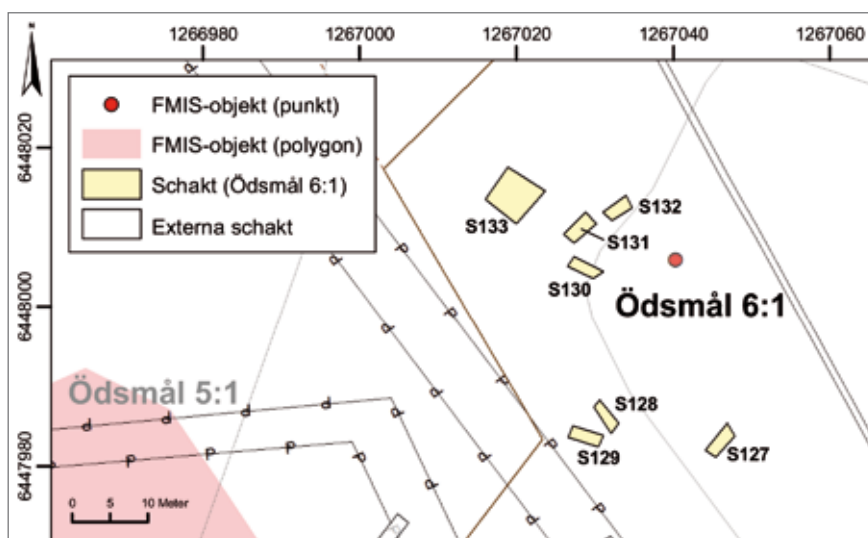 1266980 1267000 1267020 1267040 1267060
N
FMIS-objekt (punkt)
FMIS-objekt (polygon)
Schakt (Ödsmål 6:1)
Externa schakt
6448020
6448000
6447980
S133
S132
S131
S130
Ödsmål 6:1
Ödsmål 5:1
S128
S129
S127
0 5 10 Meter